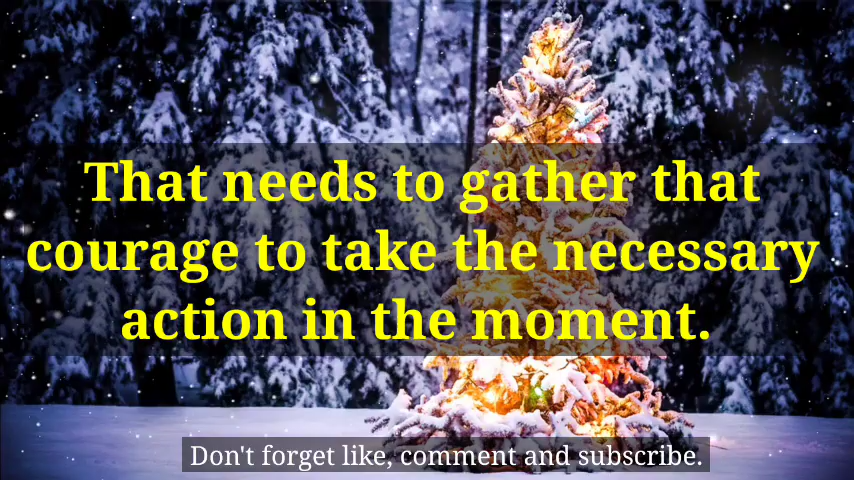 That needs to gather that
courage to take the necessary
action in the moment.
Don't forget like, comment and subscribe.